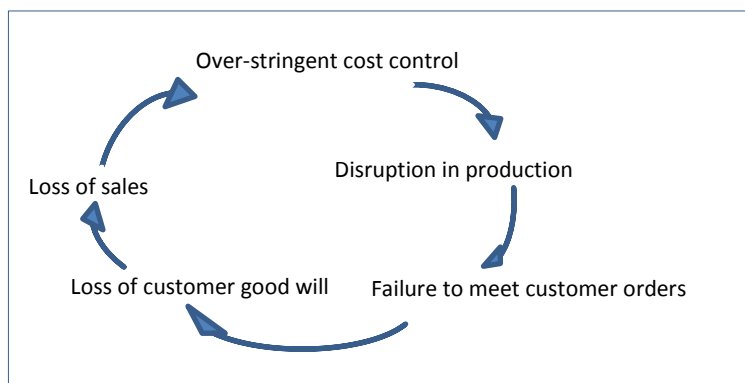 Over-stringent cost control
Disruption in production
Loss of sales
Loss of customer good will
Failure to meet customer orders